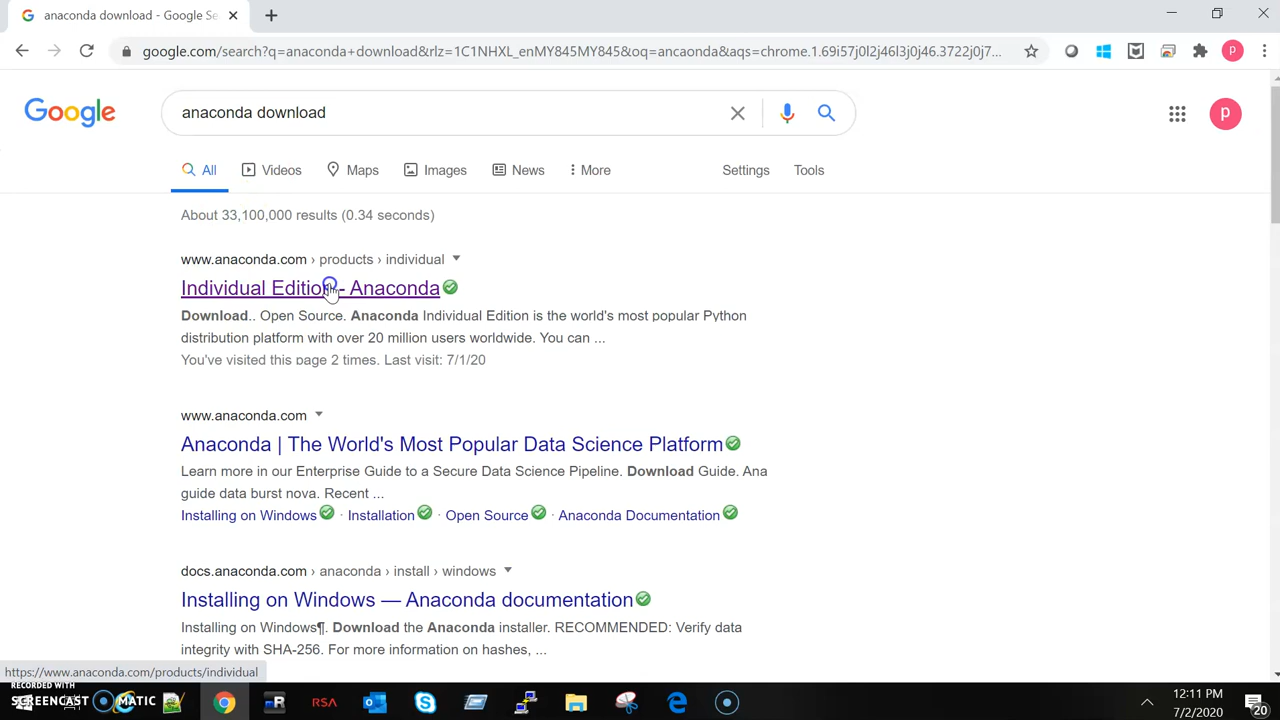 anaconda download - Google Se
google.com/search?q=anaconda+download&rlz=1C1NHXL_enMY845MY845&oq=ancaonda&aqs=chrome.1.69i57j0l2j46l3j0j46.3722j0j7...
P
Google
anaconda download
P
All
Videos
Maps
Images
News
More
Settings
Tools
About 33,100,000 results (0.34 seconds)
www.anaconda.com › products › individual
Individual Edition - Anaconda
Download.. Open Source. Anaconda Individual Edition is the world's most popular Python
distribution platform with over 20 million users worldwide. You can ...
You've visited this page 2 times. Last visit: 7/1/20
www.anaconda.com
Anaconda | The World's Most Popular Data Science Platform
Learn more in our Enterprise Guide to a Secure Data Science Pipeline. Download Guide. Ana
guide data burst nova. Recent ...
Installing on Windows · Installation · Open Source · Anaconda Documentation
docs.anaconda.com › anaconda › install › windows
Installing on Windows — Anaconda documentation
Installing on Windows¶. Download the Anaconda installer. RECOMMENDED: Verify data
integrity with SHA-256. For more information on hashes, ...
https://www.anaconda.com/products/individual
RECORDED WITH
SCREENCAST MATIC
R
RSA
12:11 PM
7/2/2020
20